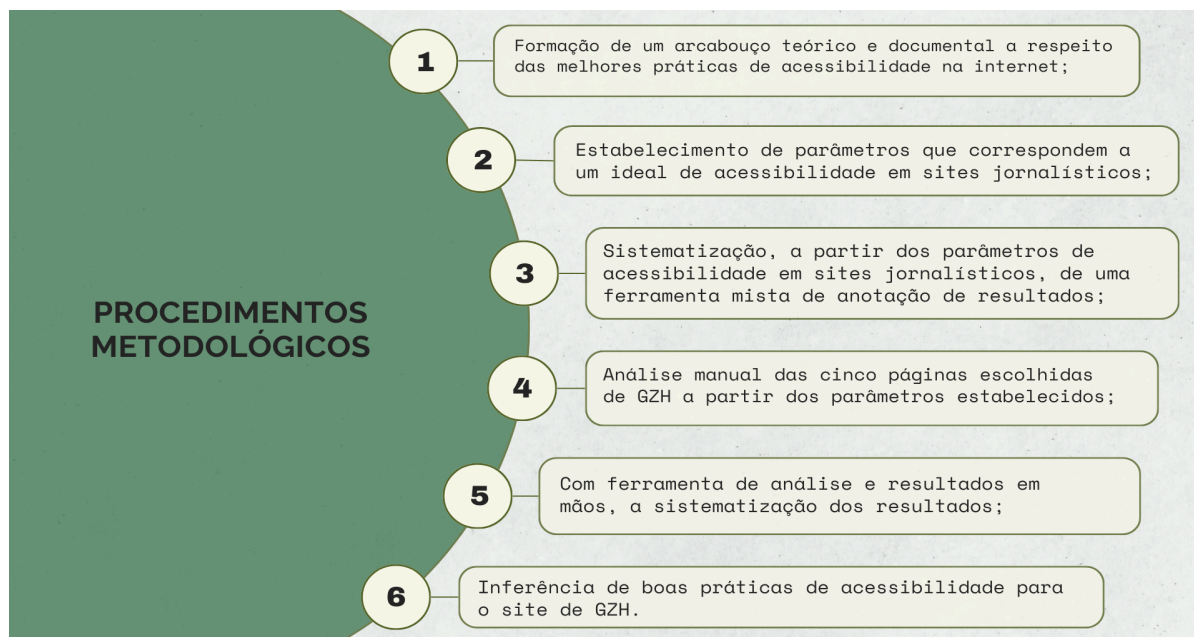 PROCEDIMENTOS
METODOLÓGICOS
1
Formação de um arcabouço teórico e documental a respeito
das melhores práticas de acessibilidade na internet;
2
Estabelecimento de parâmetros que correspondem a
um ideal de acessibilidade em sites jornalísticos;
3
Sistematização, a partir dos parâmetros de
acessibilidade em sites jornalísticos, de uma
ferramenta mista de anotação de resultados;
4
Análise manual das cinco páginas escolhidas
de GZH a partir dos parâmetros estabelecidos;
5
Com ferramenta de análise e resultados em
mãos, a sistematização dos resultados;
6
Inferência de boas práticas de acessibilidade para
o site de GZH.